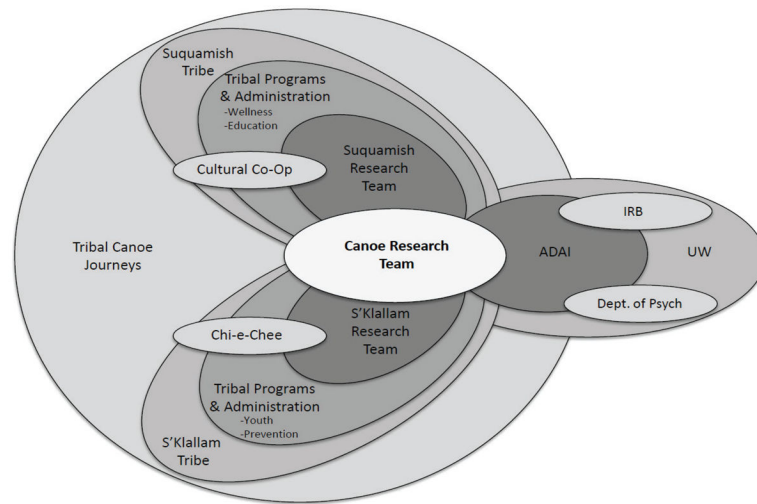 Suquamish
Tribe
Tribal Programs
& Administration
-Wellness
-Education
Suquamish
Research
Team
Cultural Co-Op
Tribal Canoe
Journeys
Canoe Research
Team
ADAI
IRB
UW
Dept. of Psych
S'Klallam
Research
Team
Chi-e-Chee
Tribal Programs
& Administration
-Youth
-Prevention
S'Klallam
Tribe